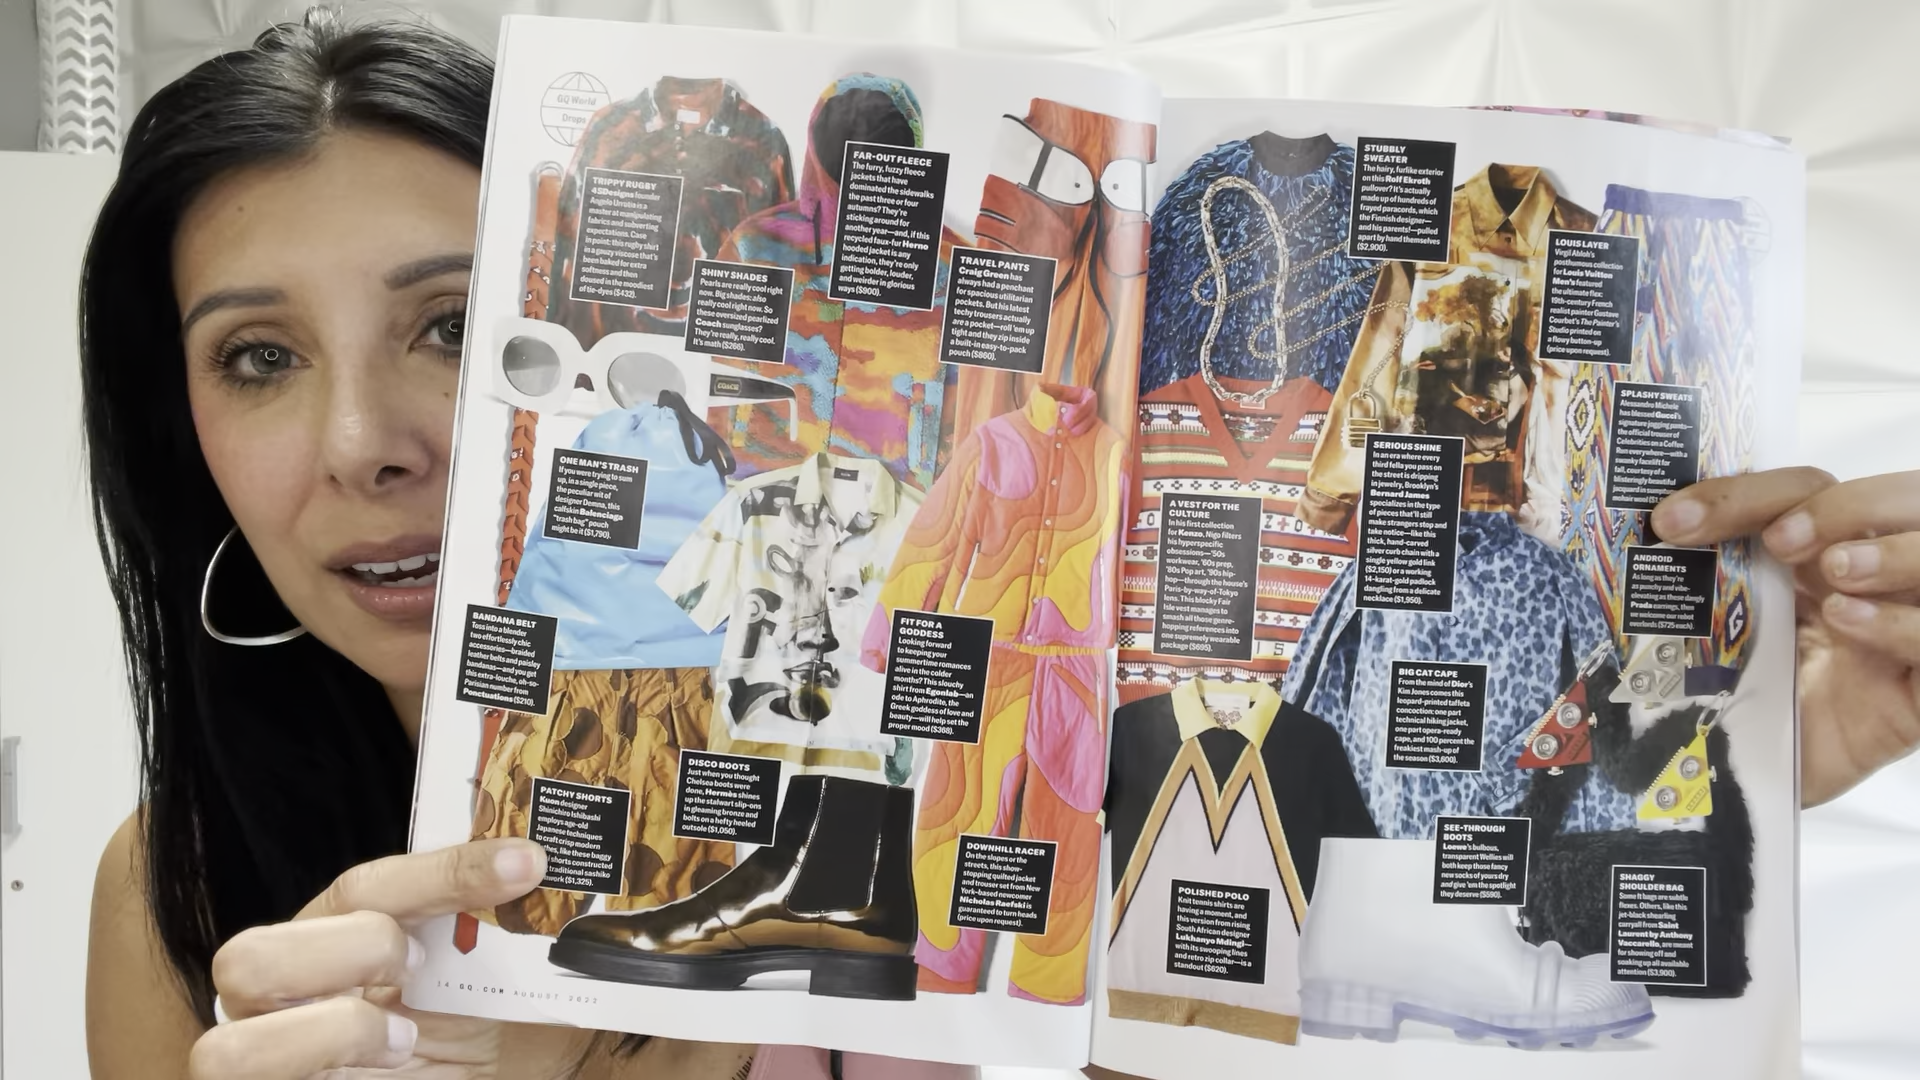 GQ World
Drops
TRIPPY RUGBY
45Designs founder
Angelo Urrutia is a
master at manipulating
fabrics and subverting
expectations. Case
in point: this rugby shirt
in a gauzy viscose that's
been baked for extra
softness and then
doused in the moodiest
of tie-dyes ($432).
FAR-OUT FLEECE
The furry, fuzzy fleece
jackets that have
dominated the sidewalks
the past three or four
autumns? They're
sticking around for
another year—and, if this
recycled faux-fur Herno
hooded jacket is any
indication, they're only
getting bolder, louder,
and weirder in glorious
ways ($900).
SHINY SHADES
Pearls are really cool right
now. Big shades: also
really cool right now. So
these oversized pearlized
Coach sunglasses?
They're really, really cool.
It's math ($266).
TRAVEL PANTS
Craig Green has
always had a penchant
for spacious utilitarian
pockets. But his latest
techy trousers actually
are a pocket—roll 'em up
tight and they zip inside
a built-in easy-to-pack
pouch ($860).
COACH
ONE MAN'S TRASH
If you were trying to sum
up, in a single piece,
the peculiar wit of
designer Demna, this
calfskin Balenciaga
"trash bag" pouch
might be it ($1,790).
BANDANA BELT
Toss into a blender
two effortlessly chic
accessories—braided
leather belts and paisley
bandanas—and you get
this extra-louche, oh-so-
Parisian number from
Ponctuations ($210).
FIT FOR A
GODDESS
Looking forward
to keeping your
summertime romances
alive in the colder
months? This slouchy
shirt from Egonlab—an
ode to Aphrodite, the
Greek goddess of love and
beauty—will help set the
proper mood ($368).
DISCO BOOTS
Just when you thought
Chelsea boots were
done, Hermès shines
up the stalwart slip-ons
in gleaming bronze and
bolts on a hefty heeled
outsole ($1,050).
PATCHY SHORTS
Kuon designer
Shinichiro Ishibashi
employs age-old
Japanese techniques
to craft crisp modern
like these baggy
shorts constructed
traditional sashiko
($1,325).
DOWNHILL RACER
On the slopes or the
streets, this show-
stopping quilted jacket
and trouser set from New
York-based newcomer
Nicholas Raefski is
guaranteed to turn heads
(price upon request).
14 GQ.COM AUGUST 2022
STUBBLY
SWEATER
The hairy, furlike exterior
on this Rolf Ekroth
pullover? It's actually
made up of hundreds of
frayed paracords, which
the Finnish designer—
and his parents!—pulled
apart by hand themselves
($2,900).
LOUIS LAYER
Virgil Abloh's
posthumous collection
for Louis Vuitton
Men's featured
the ultimate flex:
19th-century French
realist painter Gustave
Courbet's The Painter's
Studio printed on
a flowy button-up
(price upon request).
SPLASHY SWEATS
Alessandro Michele
has blessed Gucci's
signature jogging pants—
the official trouser of
Celebrities on a Coffee
Run everywhere—with a
swanky facelift for
fall, courtesy of a
blisteringly beautiful
jacquard in
mohair wool
SERIOUS SHINE
In an era where every
third fella you pass on
the street is dripping
in jewelry, Brooklyn's
Bernard James
specializes in the type
of pieces that'll still
make strangers stop and
take notice—like this
thick, hand-carved
silver curb chain with a
single yellow gold link
($2,150) or a working
14-karat-gold padlock
dangling from a delicate
necklace ($1,950).
A VEST FOR THE
CULTURE
In his first collection
for Kenzo, Nigo filters
his hyperspecific
obsessions—'50s
workwear, '60s prep,
'80s Pop art, '90s hip-
hop—through the house's
Paris-by-way-of-Tokyo
lens. This blocky Fair
Isle vest manages to
smash all those genre-
hopping references into
one supremely wearable
package ($695).
ANDROID
ORNAMENTS
As long as they're
as punchy and vibe-
elevating as these dangly
Prada earrings, then
we welcome our robot
overlords ($725 each).
BIG CAT CAPE
From the mind of Dior's
Kim Jones comes this
leopard-printed taffeta
concoction: one part
technical hiking jacket,
one part opera-ready
cape, and 100 percent the
freakiest mash-up of
the season ($3,600).
SEE-THROUGH
BOOTS
Loewe's bulbous,
transparent Wellies will
both keep those fancy
new socks of yours dry
and give 'em the spotlight
they deserve ($590).
POLISHED POLO
Knit tennis shirts are
having a moment, and
this version from rising
South African designer
Lukhanyo Mdingi—
with its swooping lines
and retro zip collar—is a
standout ($620).
SHAGGY
SHOULDER BAG
Some It bags are subtle
flexes. Others, like this
jet-black shearling
carryall from Saint
Laurent by Anthony
Vaccarello, are meant
for showing off and
soaking up all available
attention ($3,900).